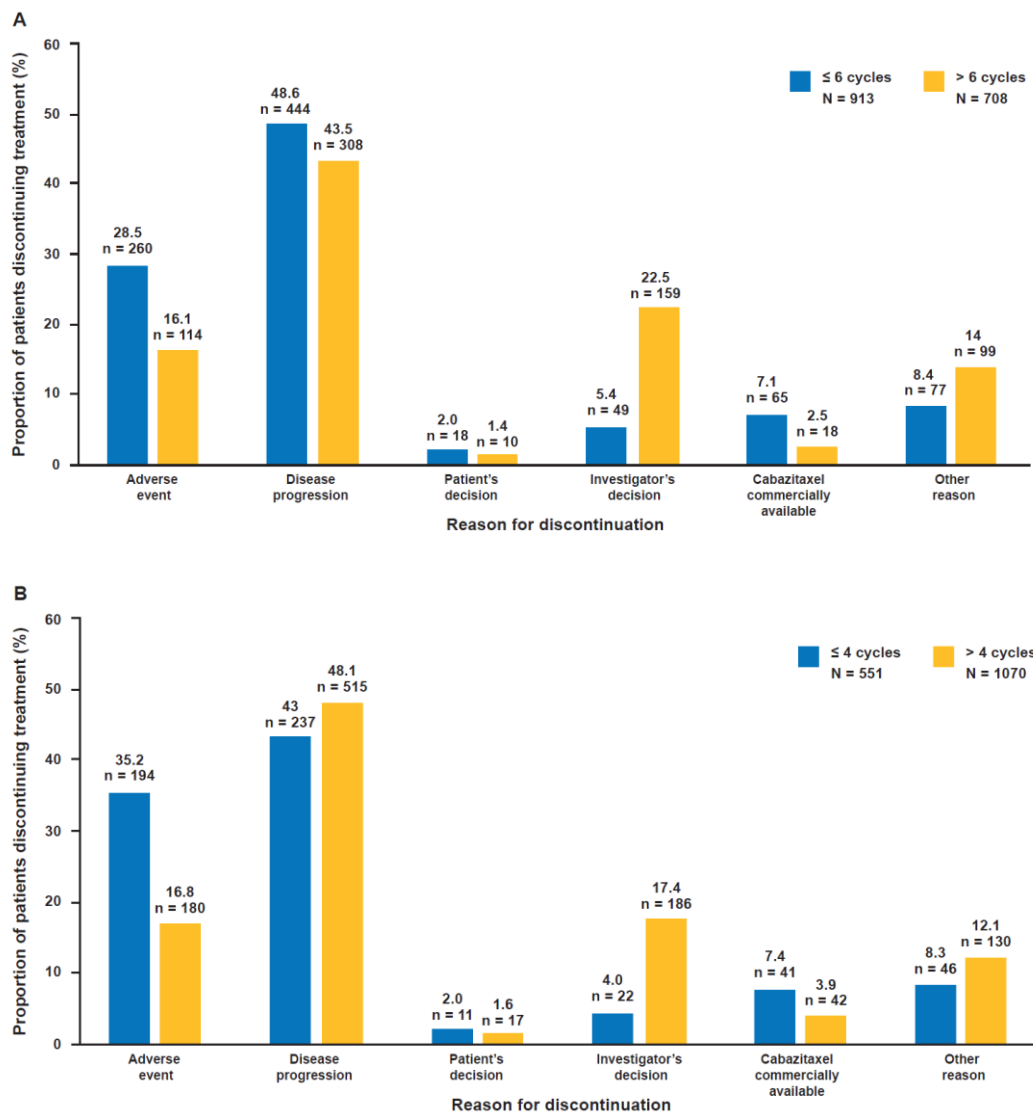 A
Proportion of patients discontinuing treatment (%)
60
50
40
30
20
10
0
≤ 6 cycles
N = 913
> 6 cycles
N = 708
28.5
n = 260
16.1
n = 114
48.6
n = 444
43.5
n = 308
2.0
n = 18
1.4
n = 10
5.4
n = 49
22.5
n = 159
7.1
n = 65
2.5
n = 18
8.4
n = 77
14
n = 99
Adverse
event
Disease
progression
Patient's
decision
Investigator's
decision
Cabazitaxel
commercially
available
Other
reason
Reason for discontinuation
B
Proportion of patients discontinuing treatment (%)
60
50
40
30
20
10
0
≤ 4 cycles
N = 551
> 4 cycles
N = 1070
35.2
n = 194
16.8
n = 180
43
n = 237
48.1
n = 515
2.0
n = 11
1.6
n = 17
4.0
n = 22
17.4
n = 186
7.4
n = 41
3.9
n = 42
8.3
n = 46
12.1
n = 130
Adverse
event
Disease
progression
Patient's
decision
Investigator's
decision
Cabazitaxel
commercially
available
Other
reason
Reason for discontinuation